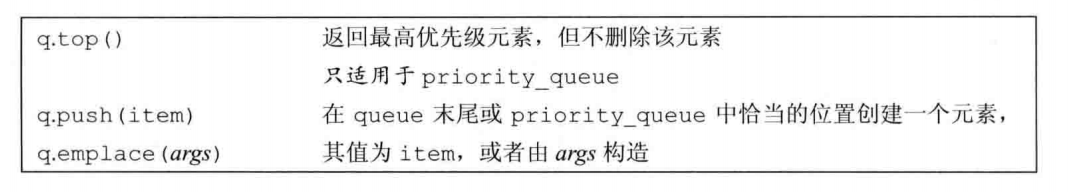 q.top() 返回最高优先级元素，但不删除该元素
只适用于 priority_queue
q.push(item) 在 queue 末尾或 priority_queue 中恰当的位置创建一个元素，
q.emplace(args) 其值为 item，或者由 args 构造